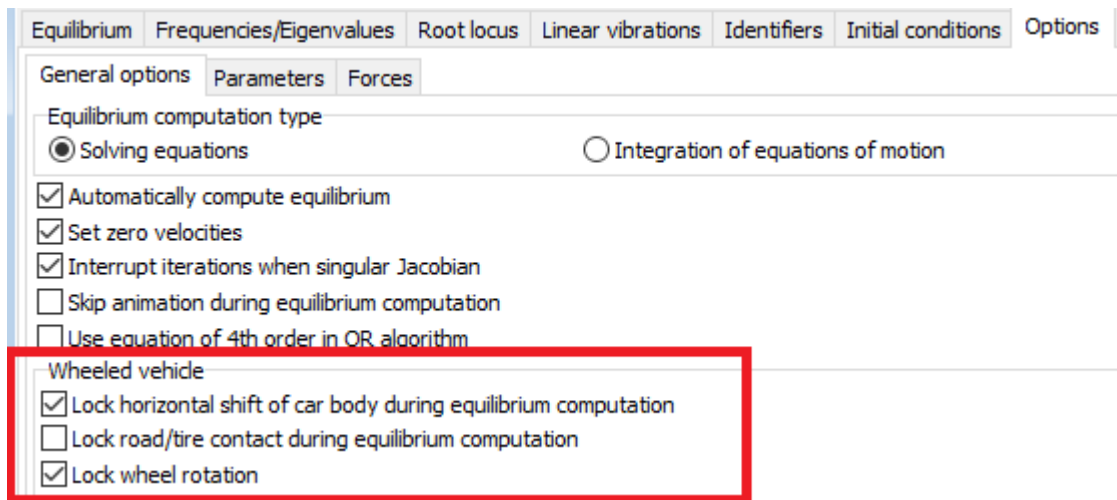 Equilibrium Frequencies/Eigenvalues Root locus Linear vibrations Identifiers Initial conditions Options
General options Parameters Forces
Equilibrium computation type
Solving equations Integration of equations of motion
Automatically compute equilibrium
Set zero velocities
Interrupt iterations when singular Jacobian
Skip animation during equilibrium computation
Use equation of 4th order in QR algorithm
Wheeled vehicle
Lock horizontal shift of car body during equilibrium computation
Lock road/tire contact during equilibrium computation
Lock wheel rotation